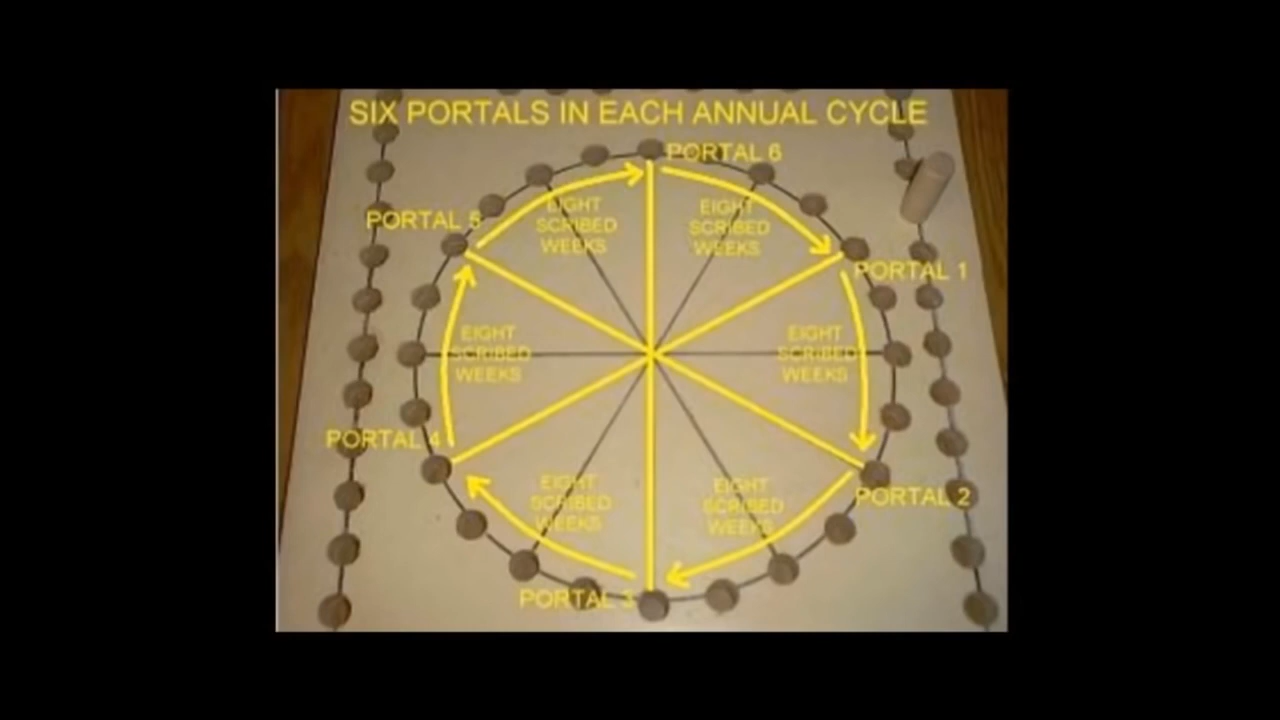 SIX PORTALS IN EACH ANNUAL CYCLE
PORTAL 6
PORTAL 5
EIGHT
SCRIBED
WEEKS
EIGHT
SCRIBED
WEEKS
PORTAL 1
EIGHT
SCRIBED
WEEKS
EIGHT
SCRIBED
WEEKS
PORTAL 4
EIGHT
SCRIBED
WEEKS
EIGHT
SCRIBED
WEEKS
PORTAL 2
PORTAL 3